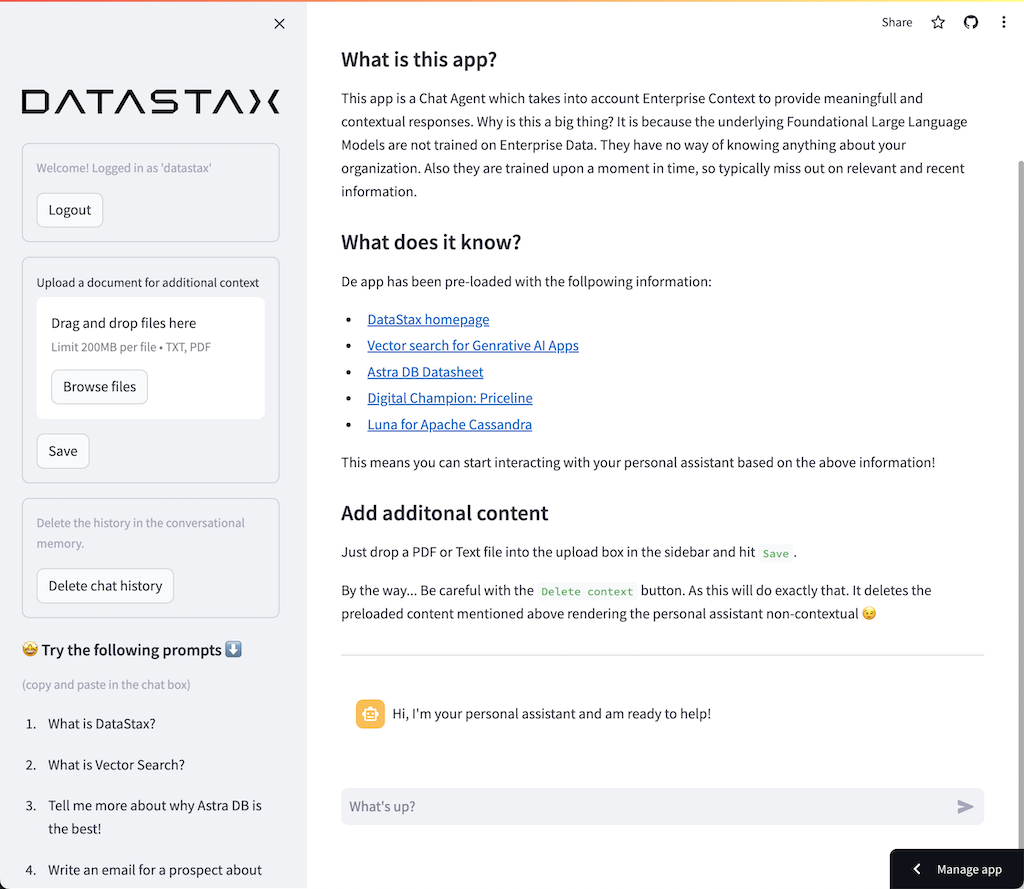 DATASTAX
Welcome! Logged in as 'datastax'
Logout
Upload a document for additional context
Drag and drop files here
Limit 200MB per file • TXT, PDF
Browse files
Save
Delete the history in the conversational
memory.
Delete chat history
🤩 Try the following prompts ⬇️
(copy and paste in the chat box)
1. What is DataStax?
2. What is Vector Search?
3. Tell me more about why Astra DB is
the best!
4. Write an email for a prospect about
Share
What is this app?
This app is a Chat Agent which takes into account Enterprise Context to provide meaningfull and
contextual responses. Why is this a big thing? It is because the underlying Foundational Large Language
Models are not trained on Enterprise Data. They have no way of knowing anything about your
organization. Also they are trained upon a moment in time, so typically miss out on relevant and recent
information.
What does it know?
De app has been pre-loaded with the follpowing information:
• DataStax homepage
• Vector search for Genrative AI Apps
• Astra DB Datasheet
• Digital Champion: Priceline
• Luna for Apache Cassandra
This means you can start interacting with your personal assistant based on the above information!
Add additonal content
Just drop a PDF or Text file into the upload box in the sidebar and hit Save .
By the way... Be careful with the Delete context button. As this will do exactly that. It deletes the
preloaded content mentioned above rendering the personal assistant non-contextual 😉
Hi, I'm your personal assistant and am ready to help!
What's up?
Manage app